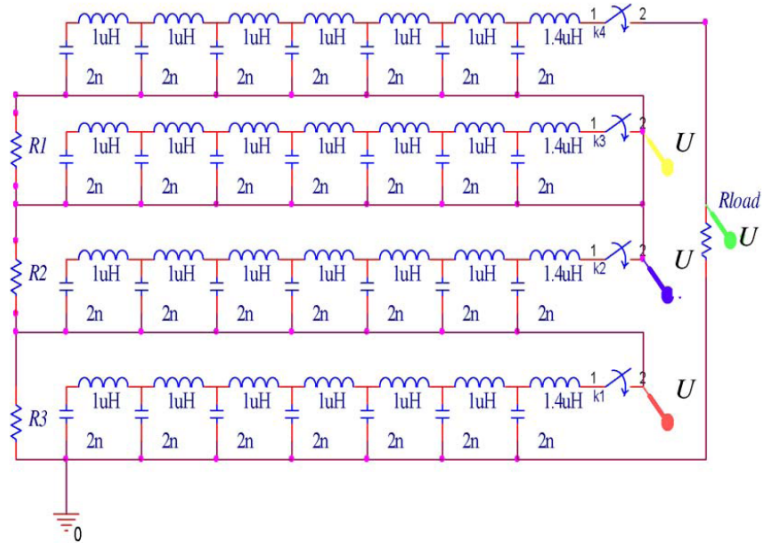 1uH 1uH 1uH 1uH 1uH 1uH 1.4uH 1 k4 2
2n 2n 2n 2n 2n 2n 2n
R1
1uH 1uH 1uH 1uH 1uH 1uH 1.4uH 1 k3 2 U
2n 2n 2n 2n 2n 2n 2n
Rload
U
R2
1uH 1uH 1uH 1uH 1uH 1uH 1.4uH 1 k2 2 U
2n 2n 2n 2n 2n 2n 2n
R3
1uH 1uH 1uH 1uH 1uH 1uH 1.4uH 1 k1 2 U
2n 2n 2n 2n 2n 2n 2n
0